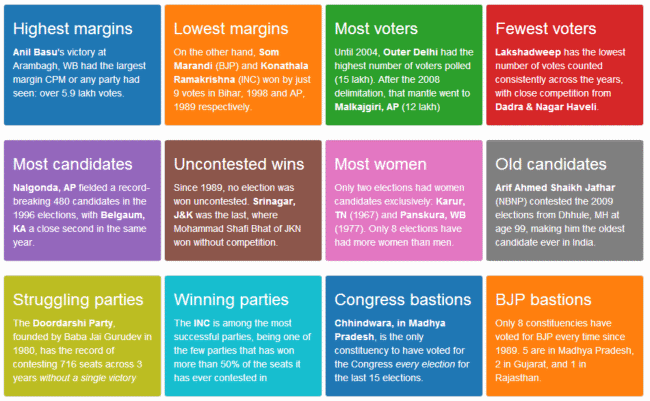 Highest margins
Anil Basu's victory at
Arambagh, WB had the largest
margin CPM or any party had
seen: over 5.9 lakh votes.
Lowest margins
On the other hand, Som
Marandi (BJP) and Konathala
Ramakrishna (INC) won by just
9 votes in Bihar, 1998 and AP,
1989 respectively.
Most voters
Until 2004, Outer Delhi had the
highest number of voters polled
(15 lakh). After the 2008
delimitation, that mantle went to
Malkajgiri, AP (12 lakh)
Fewest voters
Lakshadweep has the lowest
number of votes counted
consistently across the years,
with close competition from
Dadra & Nagar Haveli.
Most candidates
Nalgonda, AP fielded a record-
breaking 480 candidates in the
1996 elections, with Belgaum,
KA a close second in the same
year.
Uncontested wins
Since 1989, no election was
won uncontested. Srinagar,
J&K was the last, where
Mohammad Shafi Bhat of JKN
won without competition.
Most women
Only two elections had women
candidates exclusively: Karur,
TN (1967) and Panskura, WB
(1977). Only 8 elections have
had more women than men.
Old candidates
Arif Ahmed Shaikh Jafhar
(NBNP) contested the 2009
elections from Dhhule, MH at
age 99, making him the oldest
candidate ever in India.
Struggling parties
The Doordarshi Party,
founded by Baba Jai Gurudev in
1980, has the record of
contesting 716 seats across 3
years without a single victory
Winning parties
The INC is among the most
successful parties, being one of
the few parties that has won
more than 50% of the seats it
has ever contested in
Congress bastions
Chhindwara, in Madhya
Pradesh, is the only
constituency to have voted for
the Congress every election for
the last 15 elections.
BJP bastions
Only 8 constituencies have
voted for BJP every time since
1989. 5 are in Madhya Pradesh,
2 in Gujarat, and 1 in
Rajasthan.